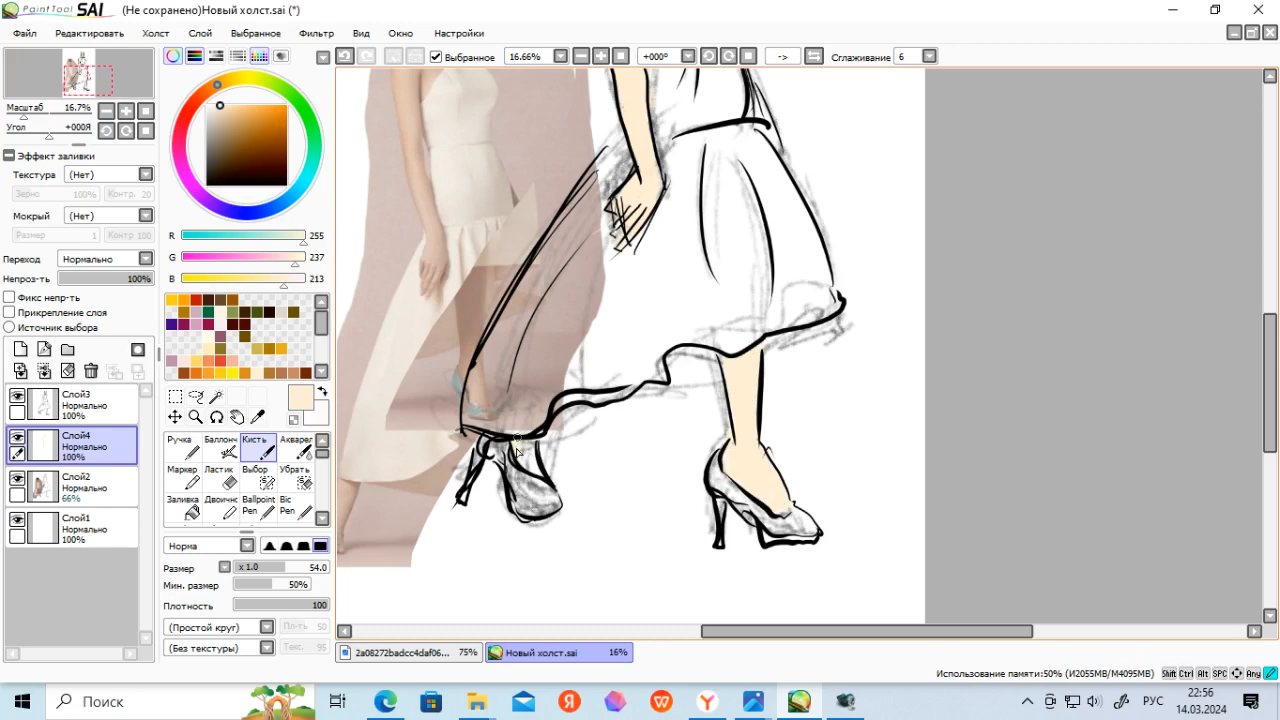 PaintTool SAI (Не сохранено)Новый холст.sai (*)
Файл Редактировать Холст Слой Выбранное Фильтр Вид Окно Настройки
Выбранное 16.66% +000º -> Сглаживание 6
Масштаб 16.7%
Угол +000Я
Эффект заливки
Текстура (Нет)
Зерно 100% Контр. 20
Мокрый (Нет)
Размер 1 Контр 100
Переход Нормально
Непроз-ть 100%
Фикс непр-ть
Прикрепление слоя
Источник выбора
R 255
G 237
B 213
Слой3
Нормально
100%
Слой4
Нормально
100%
Слой2
Нормально
66%
Слой1
Нормально
100%
Ручка Баллонч Кисть Акварел
Маркер Ластик Выбор Убрать
Заливка Двоичнс Ballpoint Pen Bic Pen
Норма
Размер x 1.0 54.0
Мин. размер 50%
Плотность 100
(Простой круг) Пл-ть 50
(Без текстуры) Текс. 95
2a08272badcc4daf06... 75% Новый холст.sai 16%
Использование памяти:50% (И2055MB/M4095MB) Shift Ctrl Alt SPC Any
Поиск
РУС
22:56
14.03.2024